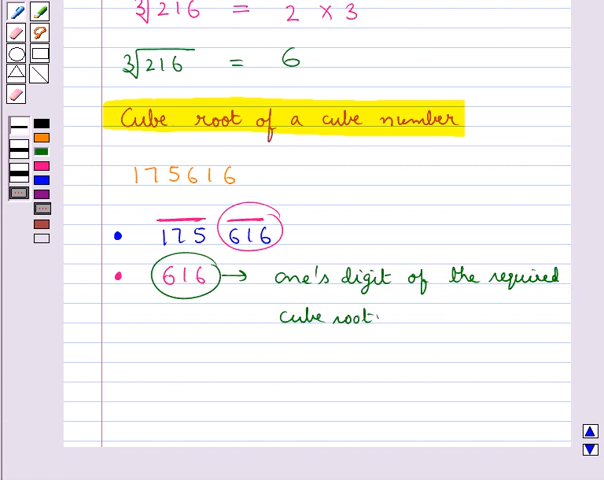 ∛216 = 2 × 3
∛216 = 6
Cube root of a cube number
175616
• 175 616
• 616 → one's digit of the required
cube root.